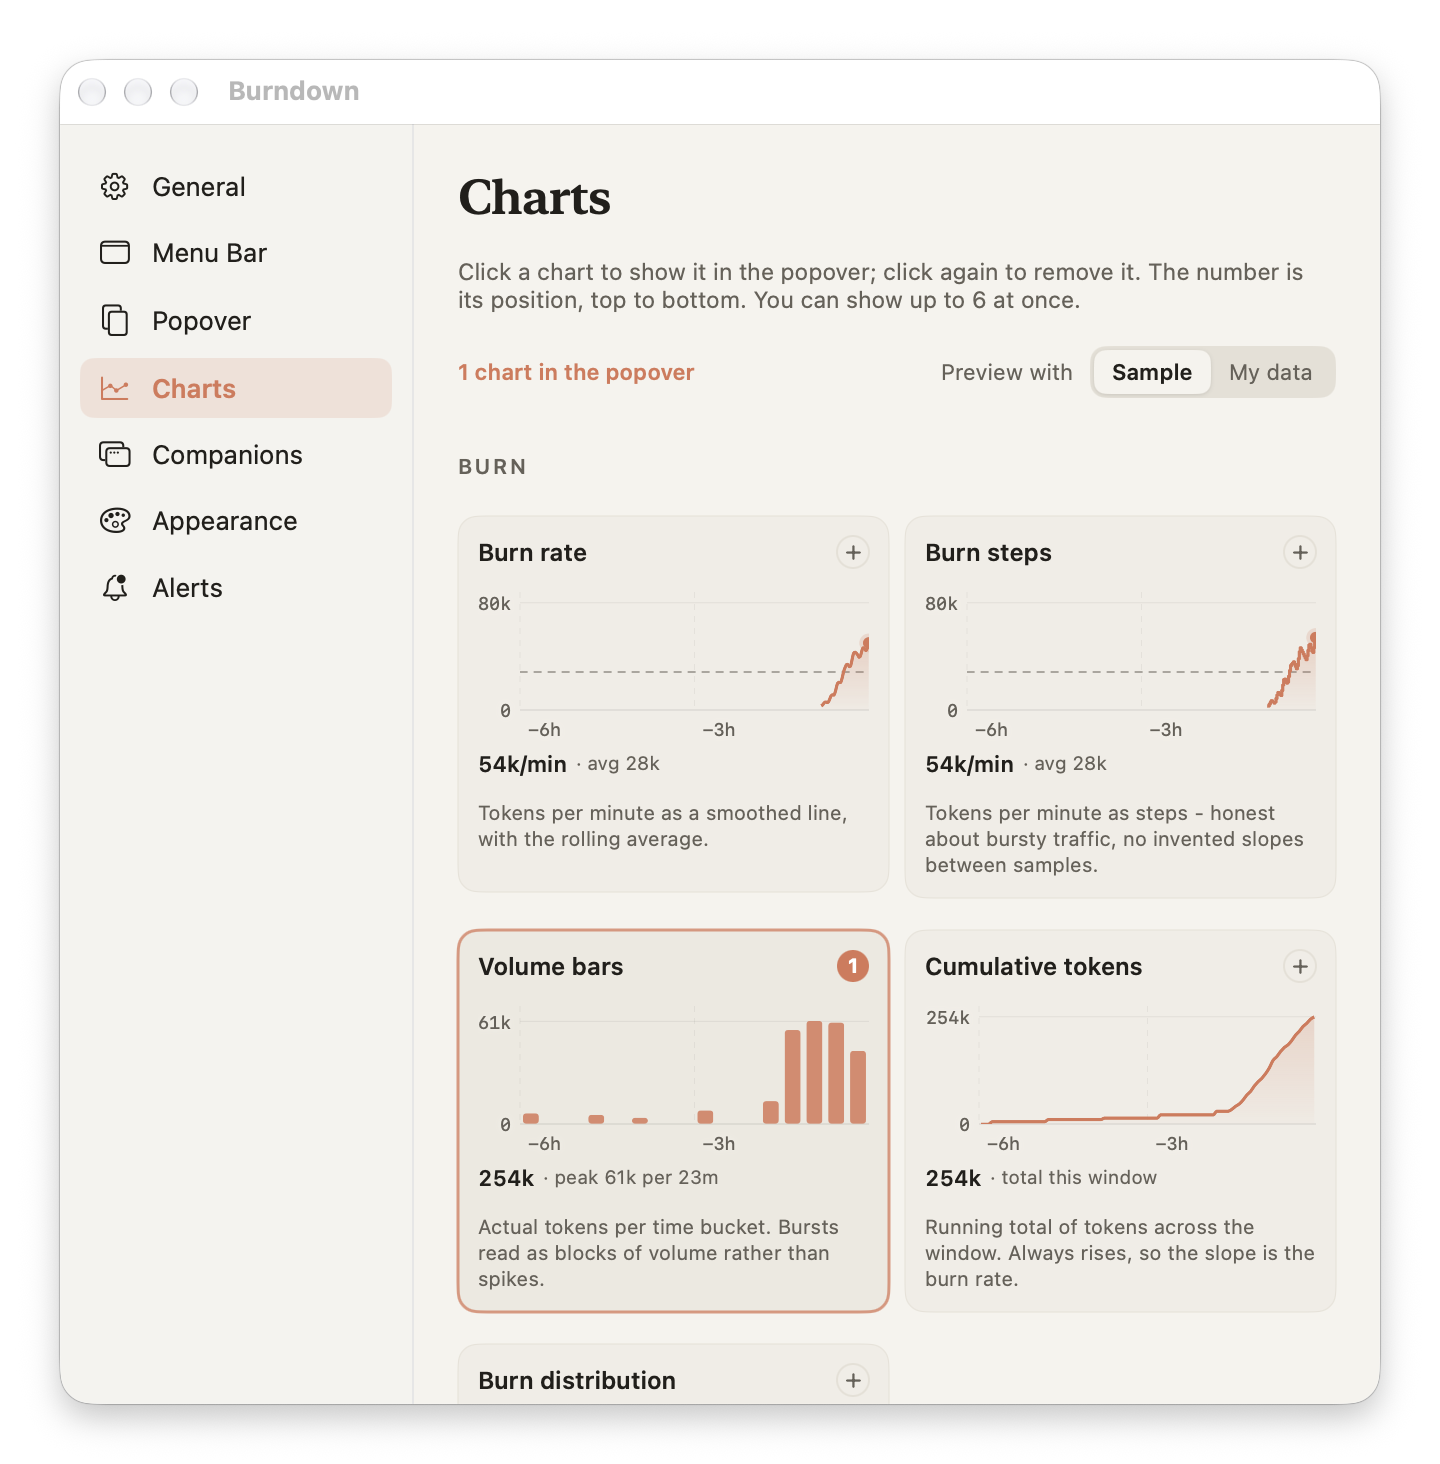 Burndown
General
Menu Bar
Popover
Charts
Companions
Appearance
Alerts
Charts
Click a chart to show it in the popover; click again to remove it. The number is
its position, top to bottom. You can show up to 6 at once.
1 chart in the popover
Preview with
Sample
My data
BURN
Burn rate
80k
0
−6h
−3h
54k/min · avg 28k
Tokens per minute as a smoothed line,
with the rolling average.
Burn steps
80k
0
−6h
−3h
54k/min · avg 28k
Tokens per minute as steps - honest
about bursty traffic, no invented slopes
between samples.
Volume bars
1
61k
0
−6h
−3h
254k · peak 61k per 23m
Actual tokens per time bucket. Bursts
read as blocks of volume rather than
spikes.
Cumulative tokens
254k
0
−6h
−3h
254k · total this window
Running total of tokens across the
window. Always rises, so the slope is the
burn rate.
Burn distribution